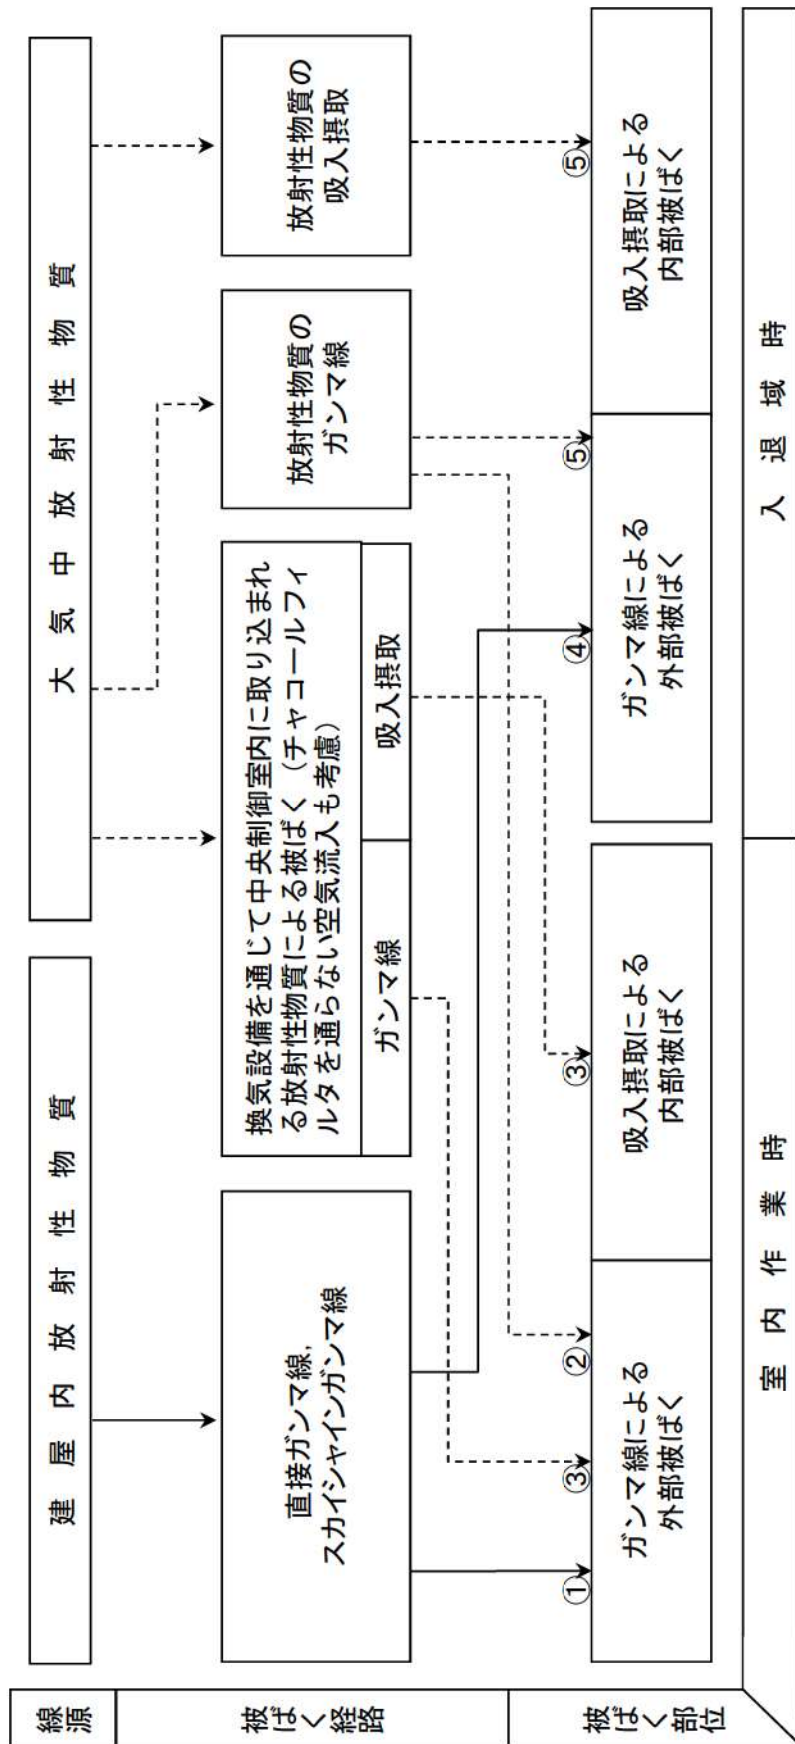 線源
建屋内放射性物質
大気中放射性物質
被ばく経路
直接ガンマ線，
スカイシャインガンマ線
換気設備を通じて中央制御室内に取り込まれ
る放射性物質による被ばく（チャコールフィ
ルタを通らない空気流入も考慮）
ガンマ線
吸入摂取
放射性物質の
ガンマ線
放射性物質の
吸入摂取
被ばく部位
①
③
②
③
④
⑤
⑤
ガンマ線による
外部被ばく
吸入摂取による
内部被ばく
ガンマ線による
外部被ばく
吸入摂取による
内部被ばく
室内作業時
入退域時